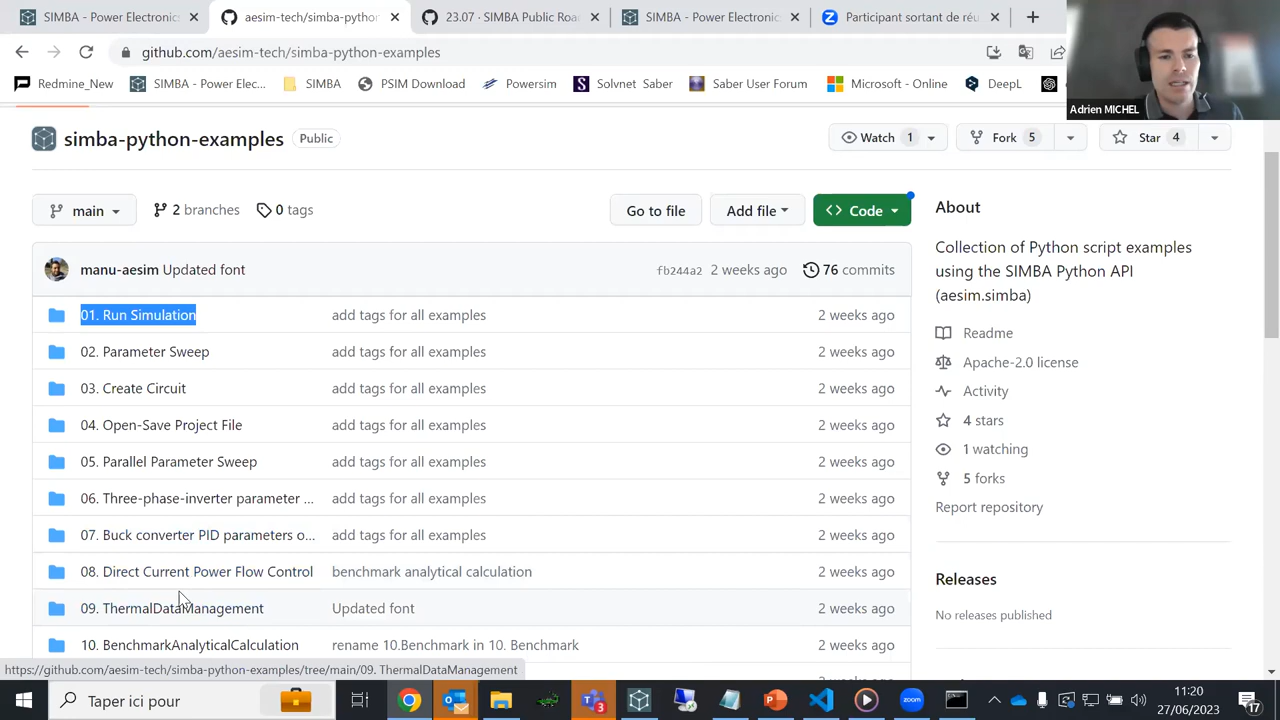 SIMBA - Power Electronics
aesim-tech/simba-python
23.07 · SIMBA Public Roa
SIMBA - Power Electronic
Participant sortant de réu
github.com/aesim-tech/simba-python-examples
Redmine_New
SIMBA - Power Elec...
SIMBA
PSIM Download
Powersim
Solvnet Saber
Saber User Forum
Microsoft - Online
DeepL
Adrien MICHEL
simba-python-examples
Public
Watch 1
Fork 5
Star 4
main
2 branches
0 tags
Go to file
Add file
<> Code
About
Collection of Python script examples
using the SIMBA Python API
(aesim.simba)
manu-aesim Updated font
fb244a2 2 weeks ago
76 commits
01. Run Simulation add tags for all examples 2 weeks ago
02. Parameter Sweep add tags for all examples 2 weeks ago
03. Create Circuit add tags for all examples 2 weeks ago
04. Open-Save Project File add tags for all examples 2 weeks ago
05. Parallel Parameter Sweep add tags for all examples 2 weeks ago
06. Three-phase-inverter parameter ... add tags for all examples 2 weeks ago
07. Buck converter PID parameters o... add tags for all examples 2 weeks ago
08. Direct Current Power Flow Control benchmark analytical calculation 2 weeks ago
09. ThermalDataManagement Updated font 2 weeks ago
10. BenchmarkAnalyticalCalculation rename 10.Benchmark in 10. Benchmark 2 weeks ago
Readme
Apache-2.0 license
Activity
4 stars
1 watching
5 forks
Report repository
Releases
No releases published
https://github.com/aesim-tech/simba-python-examples/tree/main/09. ThermalDataManagement
Taper ici pour
3
zoom
11:20
27/06/2023
17